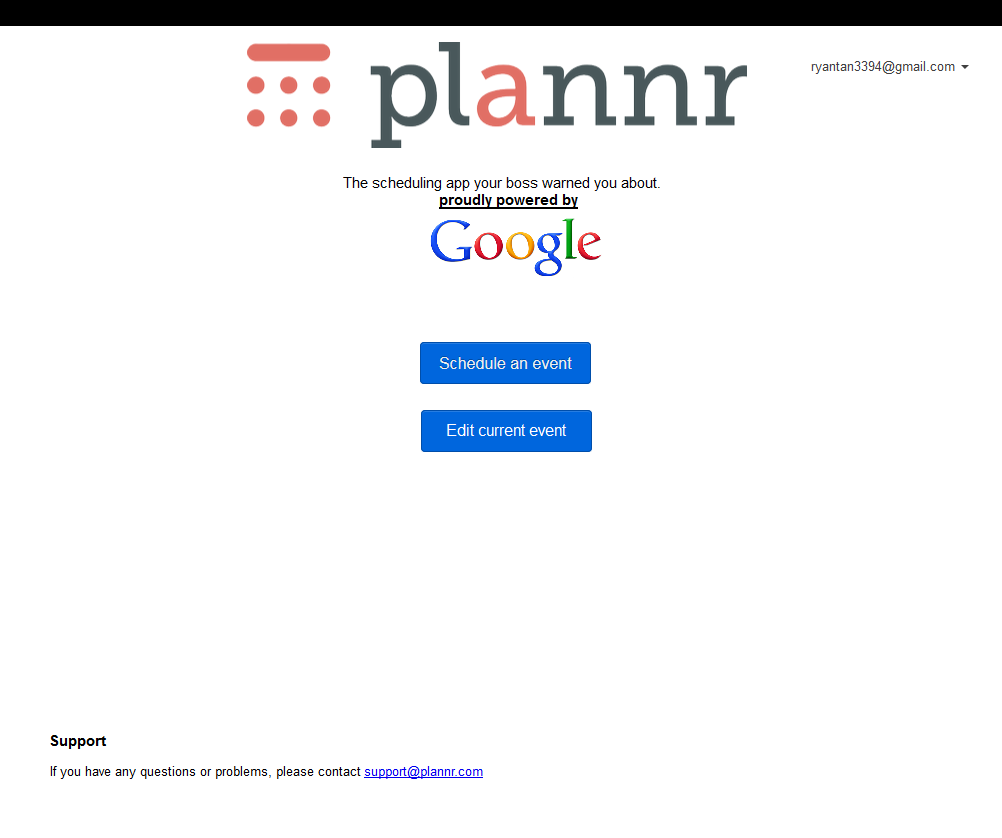 plannr
ryantan3394@gmail.com
The scheduling app your boss warned you about.
proudly powered by
Google
Schedule an event
Edit current event
Support
If you have any questions or problems, please contact support@plannr.com